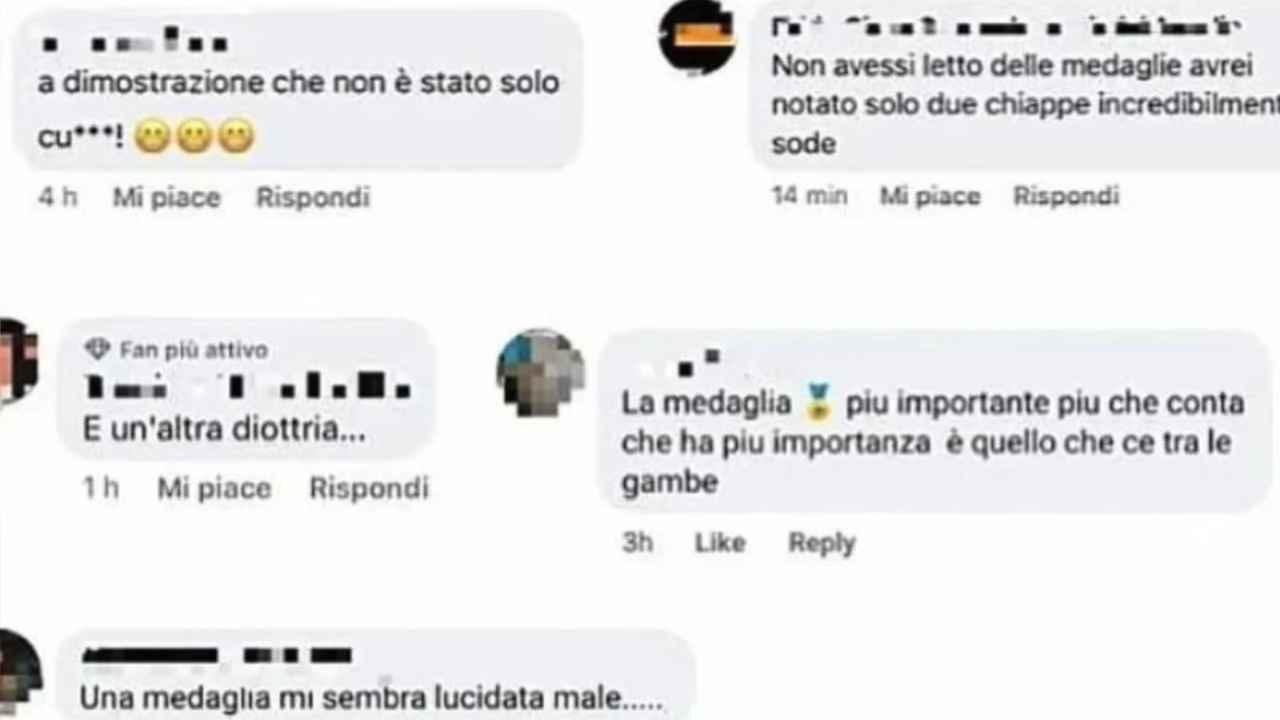 a dimostrazione che non è stato solo
cu***! 😬😬😬
4 h Mi piace Rispondi
Non avessi letto delle medaglie avrei
notato solo due chiappe incredibilment
sode
14 min Mi piace Rispondi
Fan più attivo
E un'altra diottria...
1 h Mi piace Rispondi
La medaglia 🏅 piu importante piu che conta
che ha piu importanza è quello che ce tra le
gambe
3h Like Reply
Una medaglia mi sembra lucidata male.....